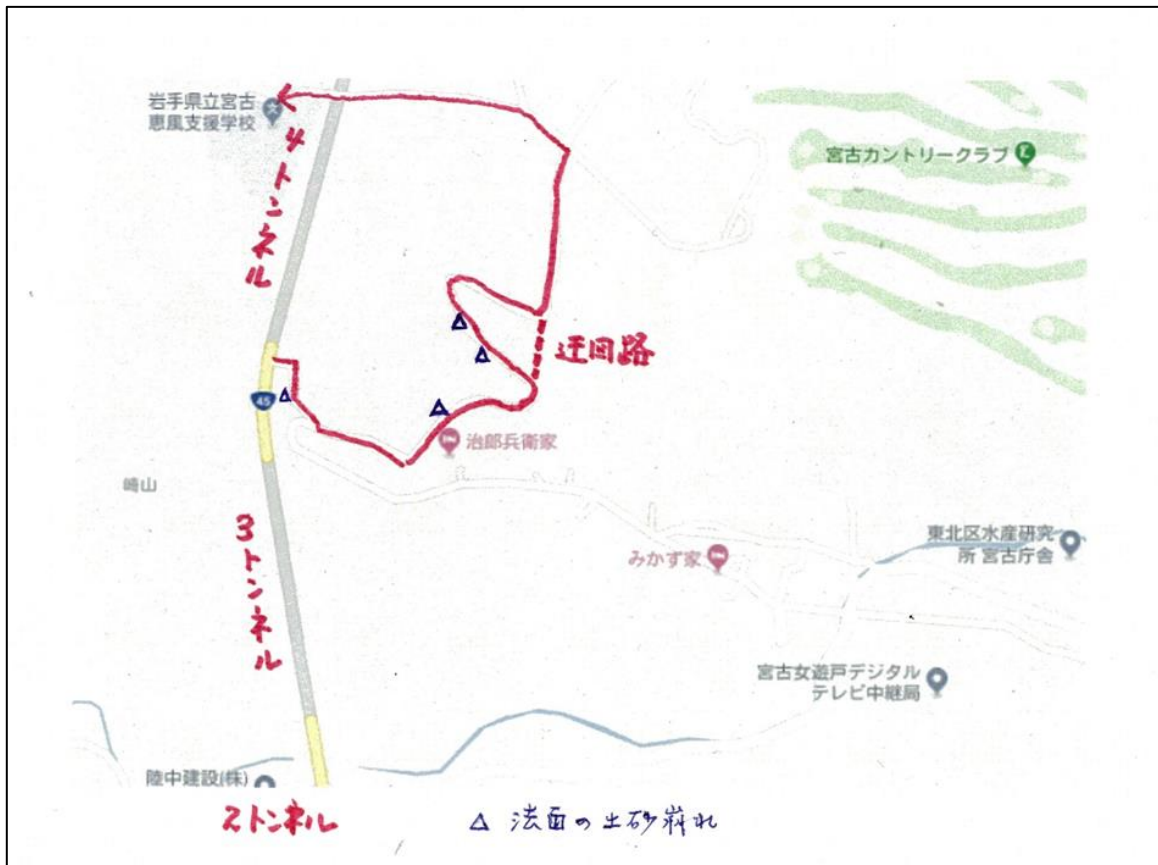 岩手県立宮古
恵風支援学校
4トンネル
宮古カントリークラブ
迂回路
45
治郎兵衛家
崎山
3トンネル
みかず家
東北区水産研究
所 宮古庁舎
宮古女遊戸デジタル
テレビ中継局
陸中建設(株)
2トンネル
△ 法面の土砂崩れ